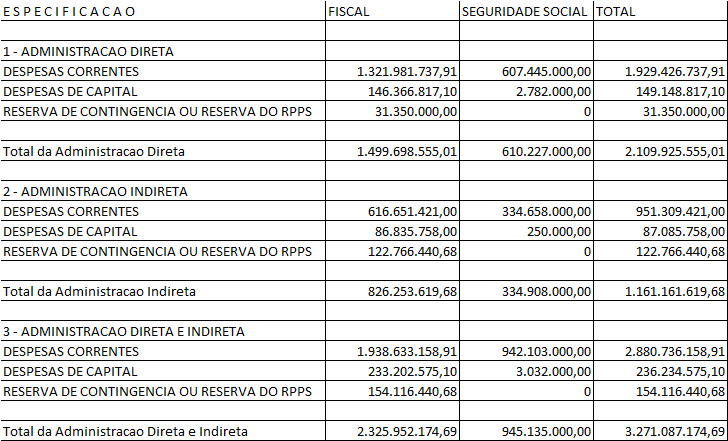 E S P E C I F I C A C A O FISCAL SEGURIDADE SOCIAL TOTAL
1 - ADMINISTRACAO DIRETA
DESPESAS CORRENTES 1.321.981.737,91 607.445.000,00 1.929.426.737,91
DESPESAS DE CAPITAL 146.366.817,10 2.782.000,00 149.148.817,10
RESERVA DE CONTINGENCIA OU RESERVA DO RPPS 31.350.000,00 0 31.350.000,00
Total da Administracao Direta 1.499.698.555,01 610.227.000,00 2.109.925.555,01
2 - ADMINISTRACAO INDIRETA
DESPESAS CORRENTES 616.651.421,00 334.658.000,00 951.309.421,00
DESPESAS DE CAPITAL 86.835.758,00 250.000,00 87.085.758,00
RESERVA DE CONTINGENCIA OU RESERVA DO RPPS 122.766.440,68 0 122.766.440,68
Total da Administracao Indireta 826.253.619,68 334.908.000,00 1.161.161.619,68
3 - ADMINISTRACAO DIRETA E INDIRETA
DESPESAS CORRENTES 1.938.633.158,91 942.103.000,00 2.880.736.158,91
DESPESAS DE CAPITAL 233.202.575,10 3.032.000,00 236.234.575,10
RESERVA DE CONTINGENCIA OU RESERVA DO RPPS 154.116.440,68 0 154.116.440,68
Total da Administracao Direta e Indireta 2.325.952.174,69 945.135.000,00 3.271.087.174,69